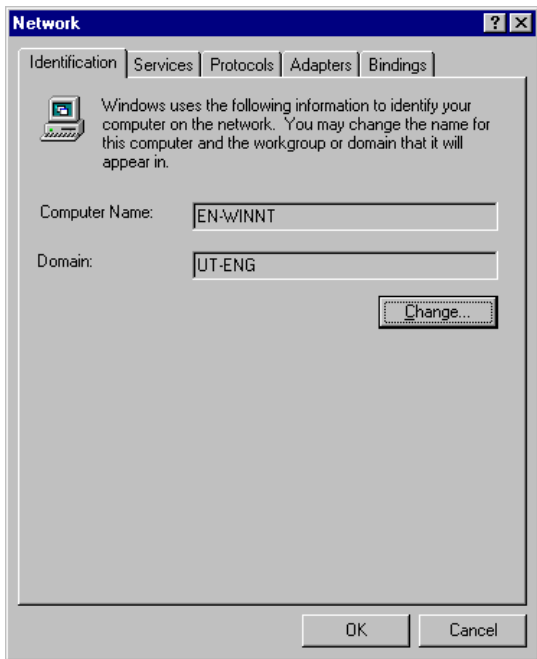 Network
Identification Services Protocols Adapters Bindings
Windows uses the following information to identify your
computer on the network. You may change the name for
this computer and the workgroup or domain that it will
appear in.
Computer Name: EN-WINNT
Domain: UT-ENG
Change...
OK Cancel